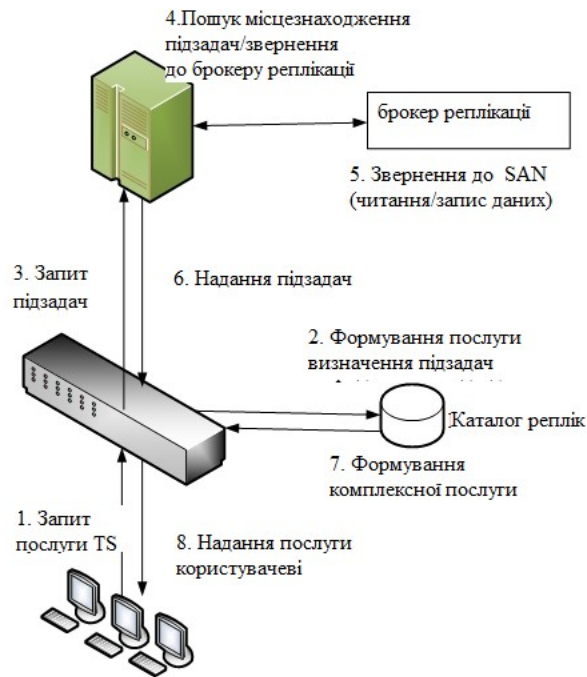 4.Пошук місцезнаходження
підзадач/звернення
до брокеру реплікації
брокер реплікації
5. Звернення до SAN
(читання/запис даних)
3. Запит
підзадач
6. Надання підзадач
2. Формування послуги
визначення підзадач
Каталог реплік
7. Формування
комплексної послуги
1. Запит
послуги TS
8. Надання послуги
користувачеві